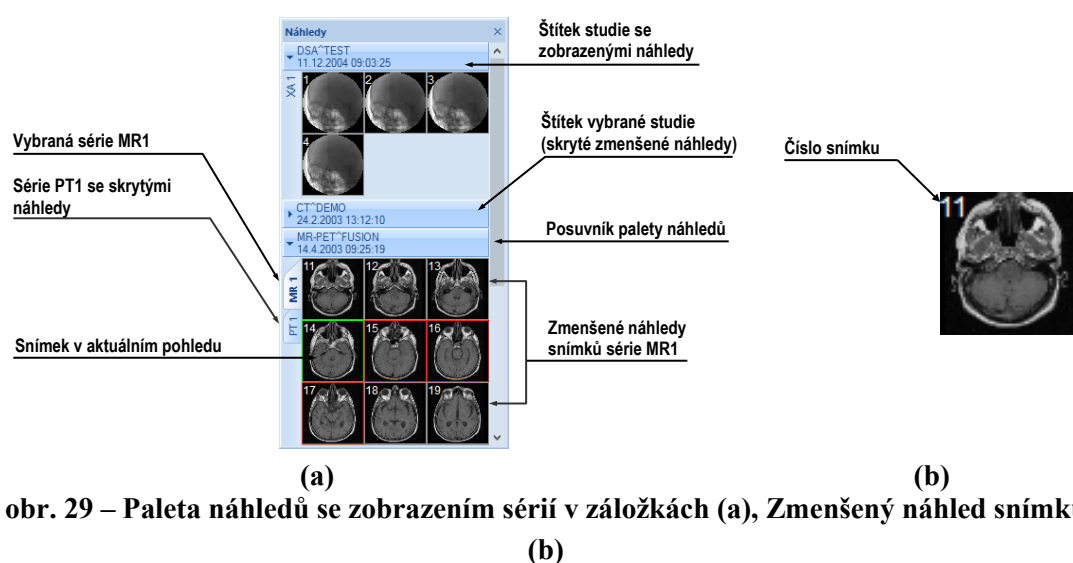 Náhledy
DSA^TEST
11.12.2004 09:03:25
XA 1
1
2
3
4
CT^DEMO
24.2.2003 13:12:10
MR-PET^FUSION
14.4.2003 09:25:19
MR 1
PT 1
11
12
13
14
15
16
17
18
19
Vybraná série MR1
Série PT1 se skrytými
náhledy
Snímek v aktuálním pohledu
Štítek studie se
zobrazenými náhledy
Štítek vybrané studie
(skryté zmenšené náhledy)
Posuvník palety náhledů
Zmenšené náhledy
snímků série MR1
Číslo snímku
11
(a)
(b)
obr. 29 – Paleta náhledů se zobrazením sérií v záložkách (a), Zmenšený náhled snímku
(b)